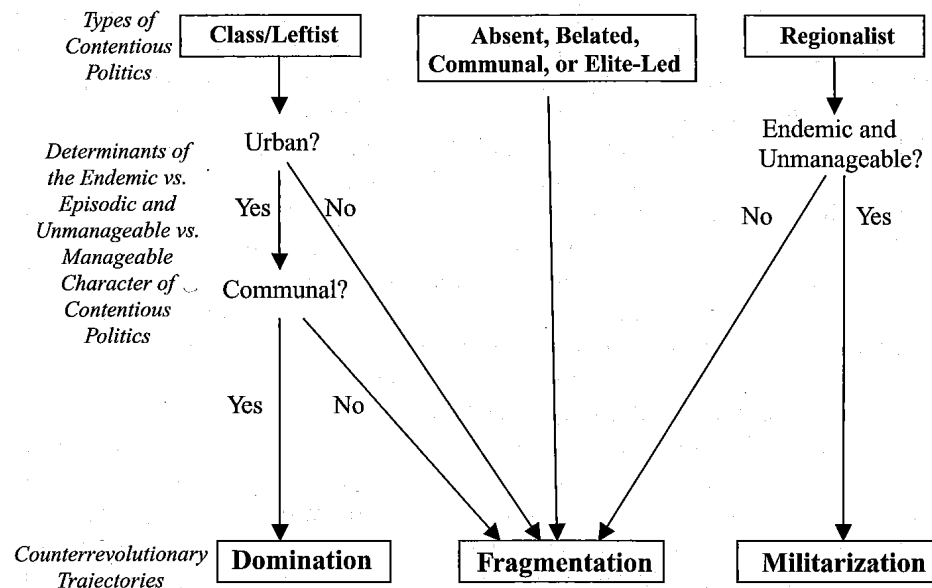 Types of
Contentious
Politics
Class/Leftist
Absent, Belated,
Communal, or Elite-Led
Regionalist
Determinants of
the Endemic vs.
Episodic and
Unmanageable vs.
Manageable
Character of
Contentious
Politics
Urban?
Endemic and
Unmanageable?
Yes
No
No
Yes
Communal?
Yes
No
Counterrevolutionary
Trajectories
Domination
Fragmentation
Militarization